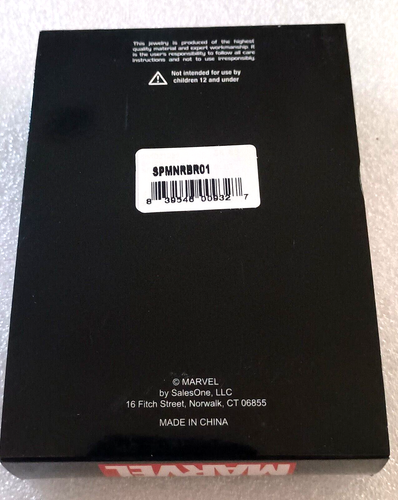 This jewelry is produced of the highest
quality material and expert workmanship. It
is the user's responsibility to follow all care
instructions and not to use irresponsibly.
Not intended for use by
children 12 and under
SPMNRBR01
8 39546 00932 7
© MARVEL
by SalesOne, LLC
16 Fitch Street, Norwalk, CT 06855
MADE IN CHINA
MARVEL